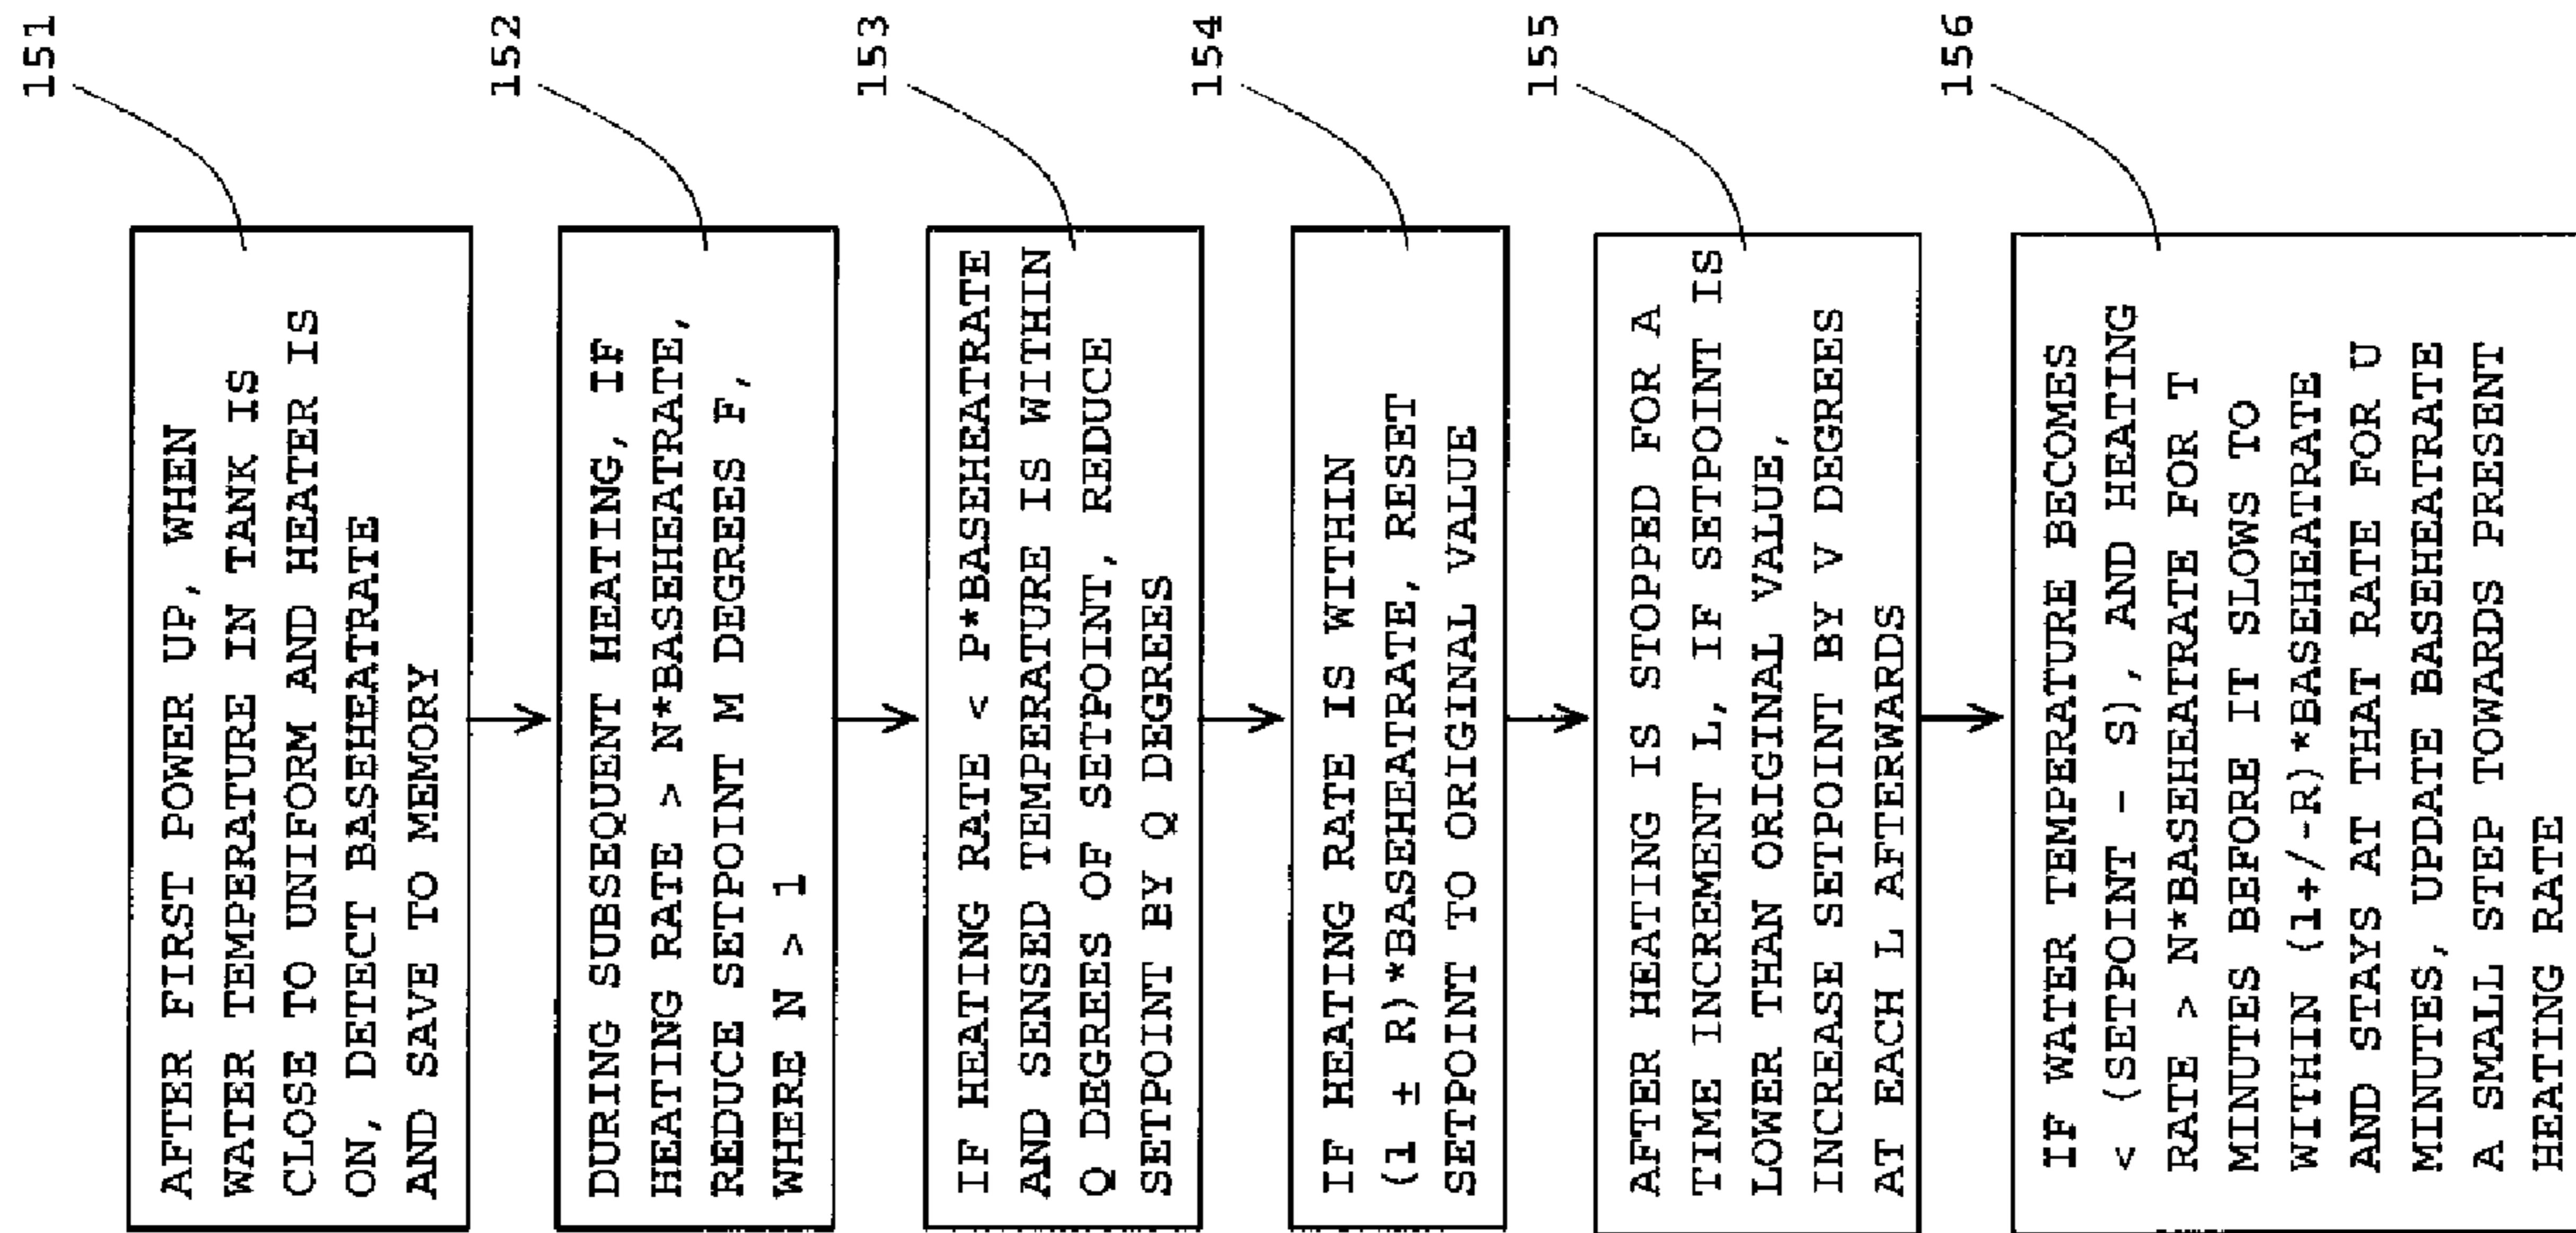 151
AFTER FIRST POWER UP, WHEN
WATER TEMPERATURE IN TANK IS
CLOSE TO UNIFORM AND HEATER IS
ON, DETECT BASEHEATRATE
AND SAVE TO MEMORY
152
DURING SUBSEQUENT HEATING, IF
HEATING RATE > N*BASEHEATRATE,
REDUCE SETPOINT M DEGREES F,
WHERE N > 1
153
IF HEATING RATE < P*BASEHEATRATE
AND SENSED TEMPERATURE IS WITHIN
Q DEGREES OF SETPOINT, REDUCE
SETPOINT BY Q DEGREES
154
IF HEATING RATE IS WITHIN
(1 ± R)*BASEHEATRATE, RESET
SETPOINT TO ORIGINAL VALUE
155
AFTER HEATING IS STOPPED FOR A
TIME INCREMENT L, IF SETPOINT IS
LOWER THAN ORIGINAL VALUE,
INCREASE SETPOINT BY V DEGREES
AT EACH L AFTERWARDS
156
IF WATER TEMPERATURE BECOMES
< (SETPOINT - S), AND HEATING
RATE > N*BASEHEATRATE FOR T
MINUTES BEFORE IT SLOWS TO
WITHIN (1+/-R)*BASEHEATRATE
AND STAYS AT THAT RATE FOR U
MINUTES, UPDATE BASEHEATRATE
A SMALL STEP TOWARDS PRESENT
HEATING RATE